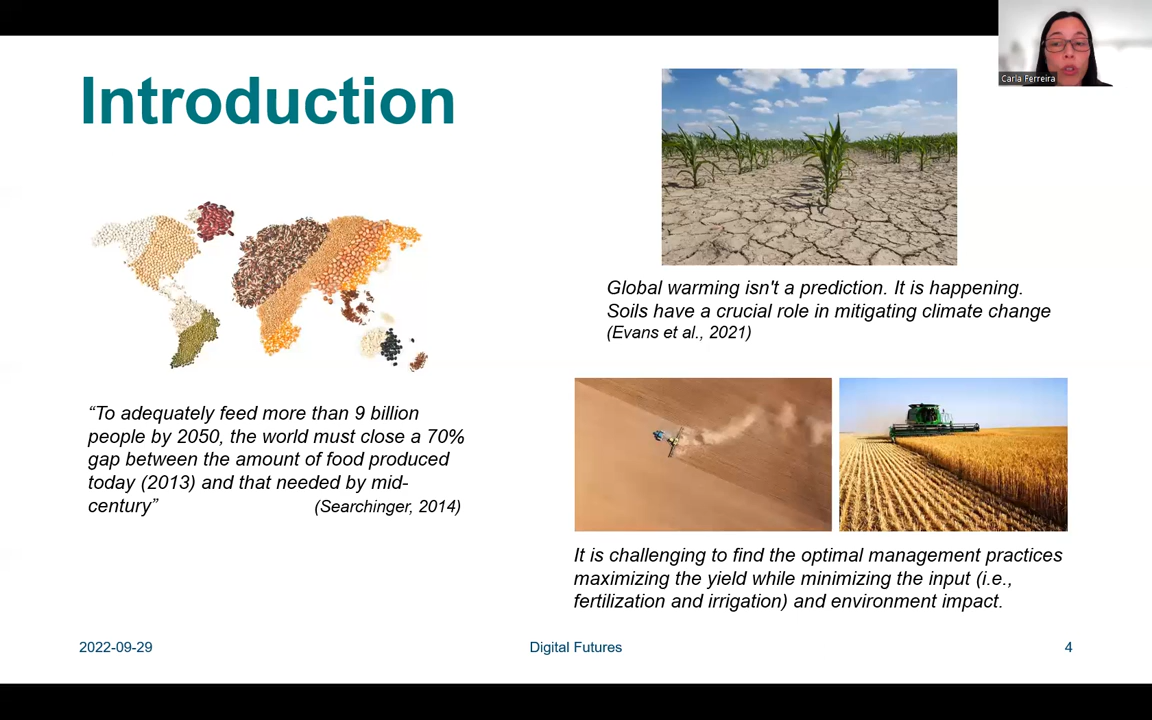 Introduction
Carla Ferreira
“To adequately feed more than 9 billion
people by 2050, the world must close a 70%
gap between the amount of food produced
today (2013) and that needed by mid-
century” (Searchinger, 2014)
Global warming isn't a prediction. It is happening.
Soils have a crucial role in mitigating climate change
(Evans et al., 2021)
It is challenging to find the optimal management practices
maximizing the yield while minimizing the input (i.e.,
fertilization and irrigation) and environment impact.
2022-09-29 Digital Futures 4